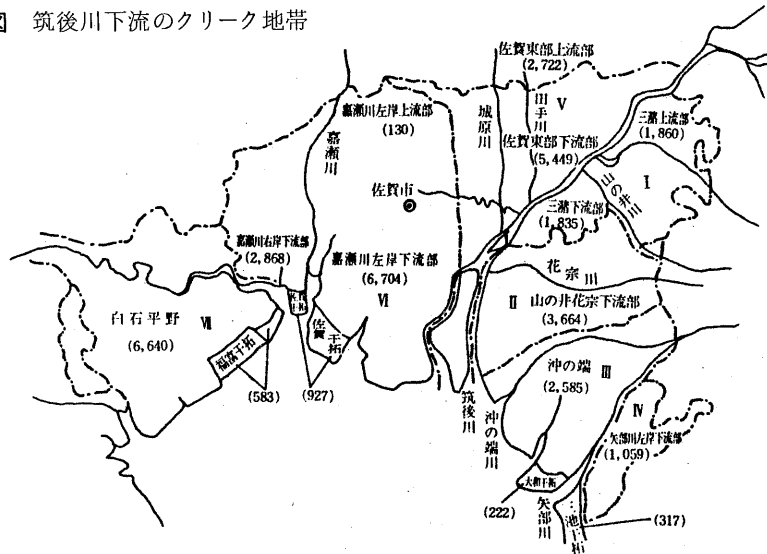 図 筑後川下流のクリーク地帯
佐賀東部上流部
(2,722)
嘉瀬川左岸上流部
(130)
嘉瀬川
城原川
田手川
V
佐賀東部下流部
(5,449)
三潴上流部
(1,860)
I
山の井川
佐賀市
三潴下流部
(1,835)
嘉瀬川右岸下流部
(2,868)
嘉瀬川左岸下流部
(6,704)
VI
花宗川
II 山の井花宗下流部
(3,664)
白石平野 VII
(6,640)
佐賀干拓
福富干拓
(583)
(927)
沖の端 III
(2,585)
筑後川
沖の端川
IV
矢部川左岸下流部
(1,059)
大和干拓
(222)
矢部川
(317)